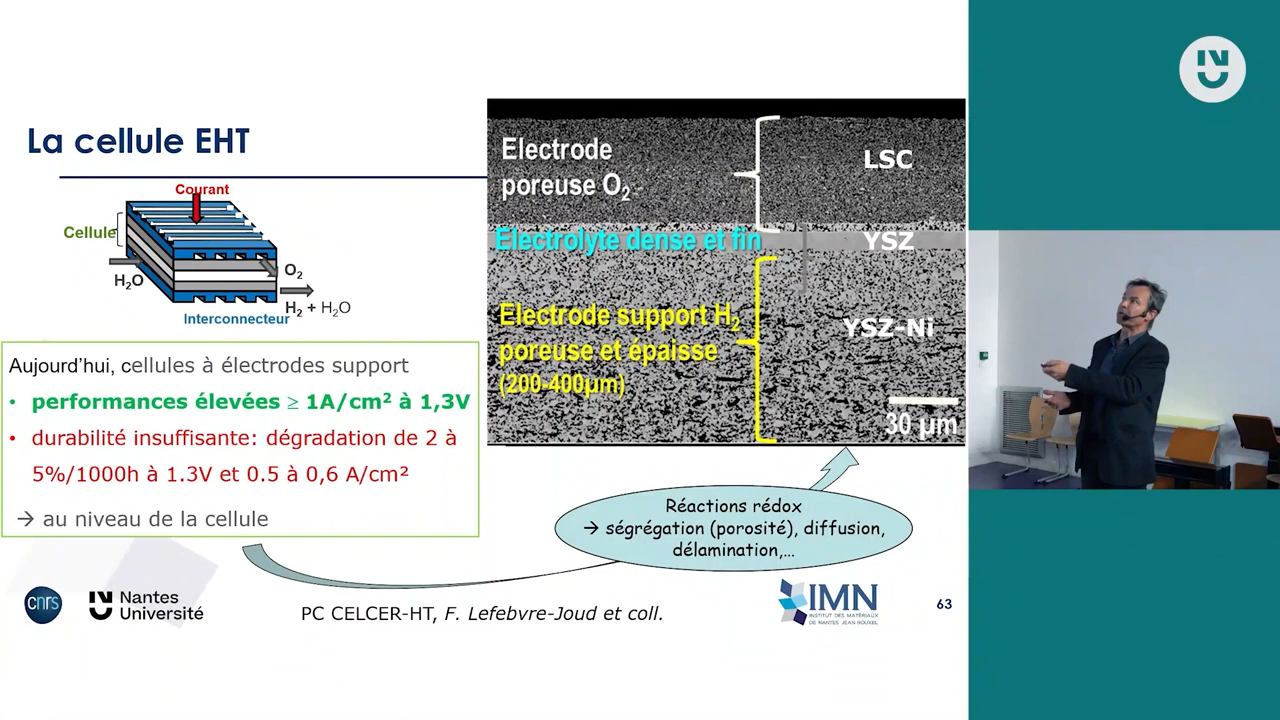 La cellule EHT
Courant
Cellule
H₂O
O₂
H₂ + H₂O
Interconnecteur
Aujourd’hui, cellules à électrodes support
• performances élevées ≥ 1A/cm² à 1,3V
• durabilité insuffisante: dégradation de 2 à
5%/1000h à 1.3V et 0.5 à 0,6 A/cm²
→ au niveau de la cellule
Electrode
poreuse O₂
LSC
Electrolyte dense et fin
YSZ
Electrode support H₂
poreuse et épaisse
(200-400µm)
YSZ-Ni
30 µm
Réactions rédox
→ ségrégation (porosité), diffusion,
délamination,...
cnrs
Nantes
Université
PC CELCER-HT, F. Lefebvre-Joud et coll.
IMN
INSTITUT DES MATÉRIAUX
DE NANTES JEAN ROUXEL
63